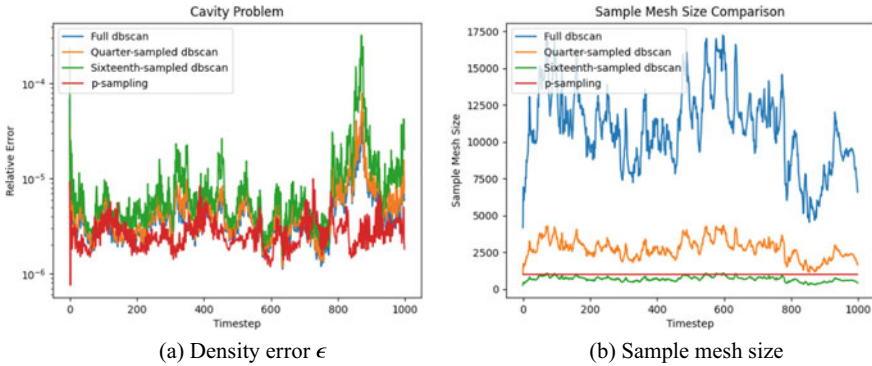 Cavity Problem
Full dbscan
Quarter-sampled dbscan
Sixteenth-sampled dbscan
p-sampling
10⁻⁴
10⁻⁵
10⁻⁶
Relative Error
0 200 400 600 800 1000
Timestep
(a) Density error ϵ
Sample Mesh Size Comparison
Full dbscan
Quarter-sampled dbscan
Sixteenth-sampled dbscan
p-sampling
17500
15000
12500
10000
7500
5000
2500
0
Sample Mesh Size
0 200 400 600 800 1000
Timestep
(b) Sample mesh size